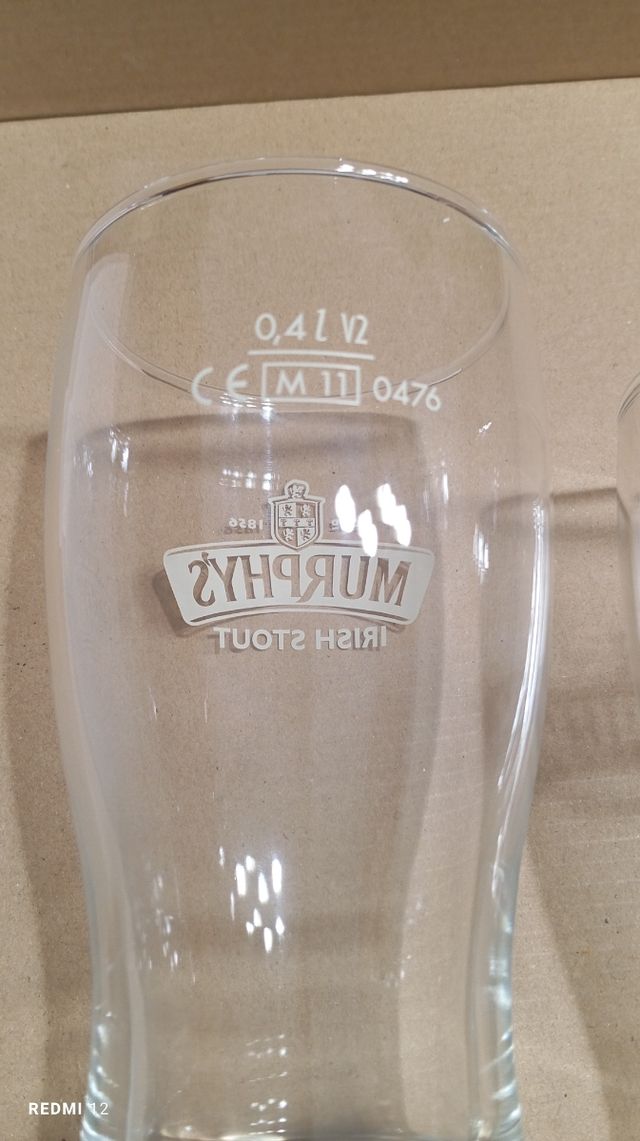 0,4 l V2
CE M 11 0476
1856
MURPHY'S
IRISH STOUT
REDMI 12